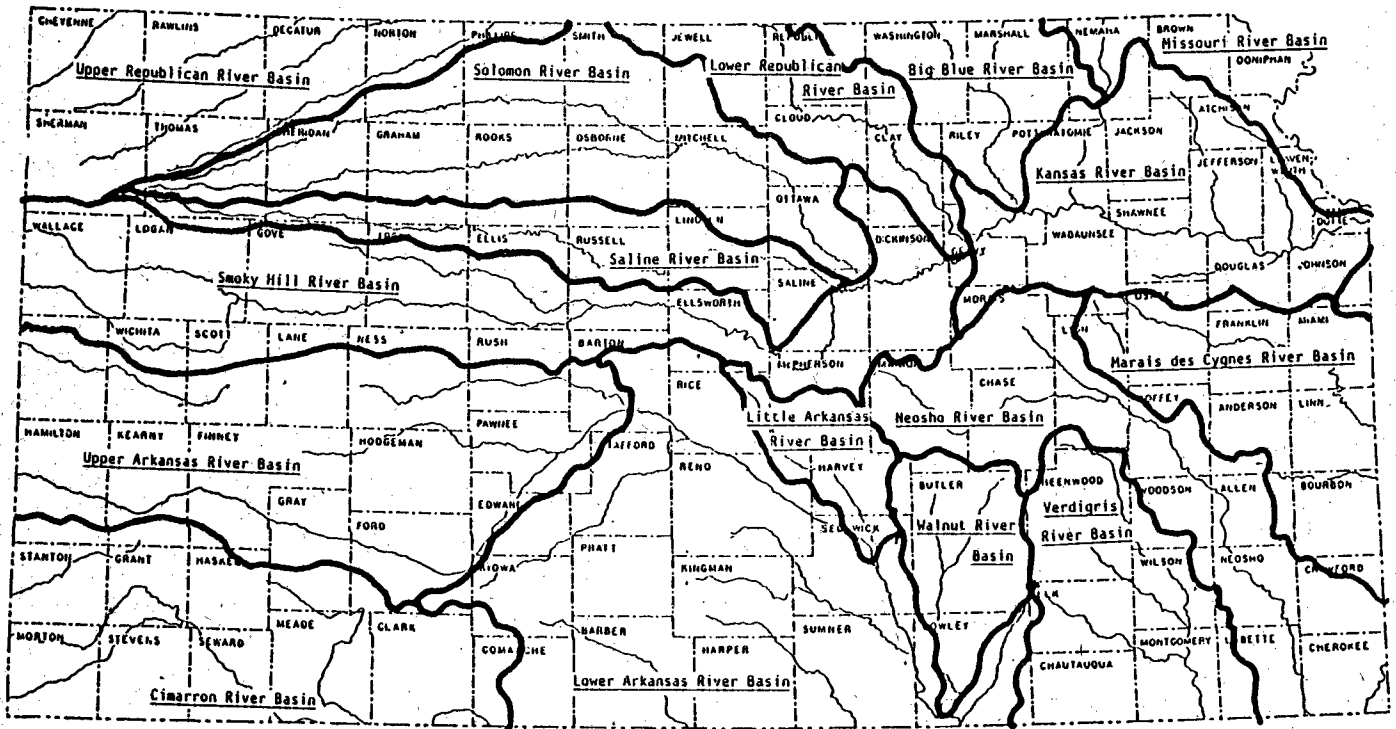 CHEYENNE
RAWLINS
DECATUR
NORTON
SMITH
JEWELL
WASHINGTON
MARSHALL
NEMAHA
BROWN
Missouri River Basin
DONIPHAN
Upper Republican River Basin
Solomon River Basin
Lower Republican
River Basin
Big Blue River Basin
SHERMAN
THOMAS
GRAHAM
ROOKS
OSBORNE
MITCHELL
CLOUD
CLAY
RILEY
JACKSON
ATCHISON
JEFFERSON
Kansas River Basin
OTTAWA
SHAWNEE
WALLACE
LOGAN
GOVE
ELLIS
RUSSELL
LINCOLN
DICKINSON
WABAUNSEE
DOUGLAS
JOHNSON
Saline River Basin
Smoky Hill River Basin
SALINE
ELLSWORTH
MORRIS
WICHITA
SCOTT
LANE
NESS
RUSH
BARTON
FRANKLIN
MIAMI
Marais des Cygnes River Basin
RICE
McPHERSON
CHASE
ANDERSON
LINN
Little Arkansas
River Basin
Neosho River Basin
HAMILTON
KEARNY
FINNEY
HODGEMAN
PAWNEE
Upper Arkansas River Basin
RENO
HARVEY
BUTLER
WOODSON
ALLEN
BOURBON
GRAY
FORD
Walnut River
Basin
Verdigris
River Basin
STANTON
GRANT
PRATT
KINGMAN
WILSON
NEOSHO
CRAWFORD
MORTON
STEVENS
SEWARD
MEADE
CLARK
BARBER
HARPER
SUMNER
CHAUTAUQUA
MONTGOMERY
CHEROKEE
Cimarron River Basin
Lower Arkansas River Basin